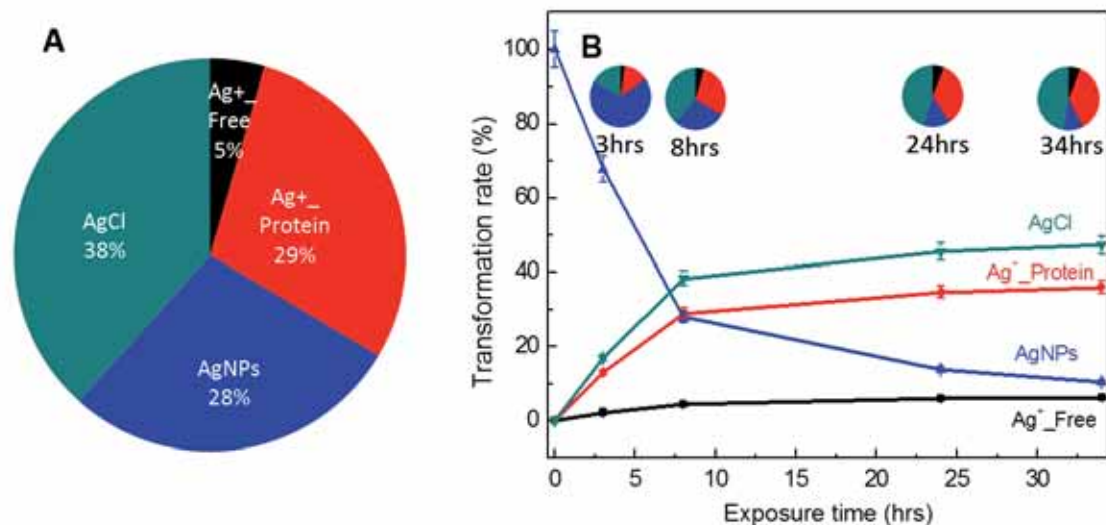 A
Ag+_
Free
5%
Ag+_
Protein
29%
AgCl
38%
AgNPs
28%
B
Transformation rate (%)
100
80
60
40
20
0
3hrs
8hrs
24hrs
34hrs
AgCl
Ag⁺_Protein
AgNPs
Ag⁺_Free
0 5 10 15 20 25 30
Exposure time (hrs)